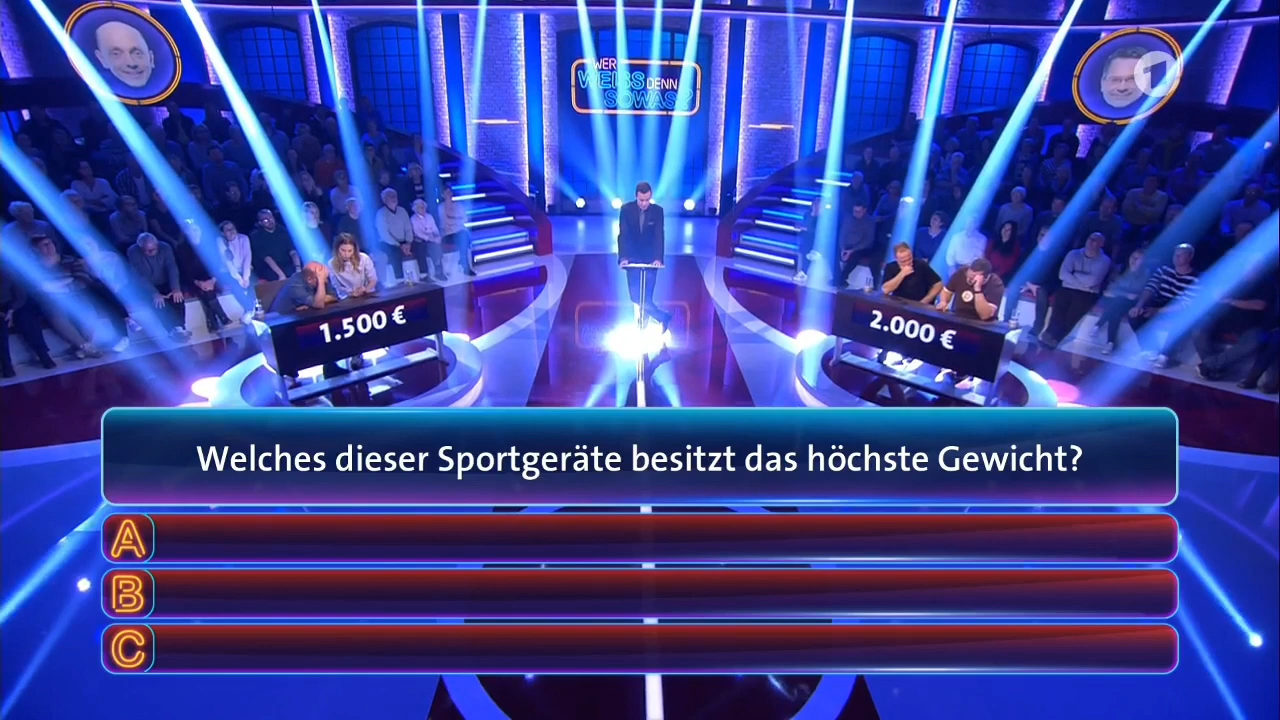 WER
WEISS DENN
SOWAS?
1.500 €
2.000 €
Welches dieser Sportgeräte besitzt das höchste Gewicht?
A
B
C